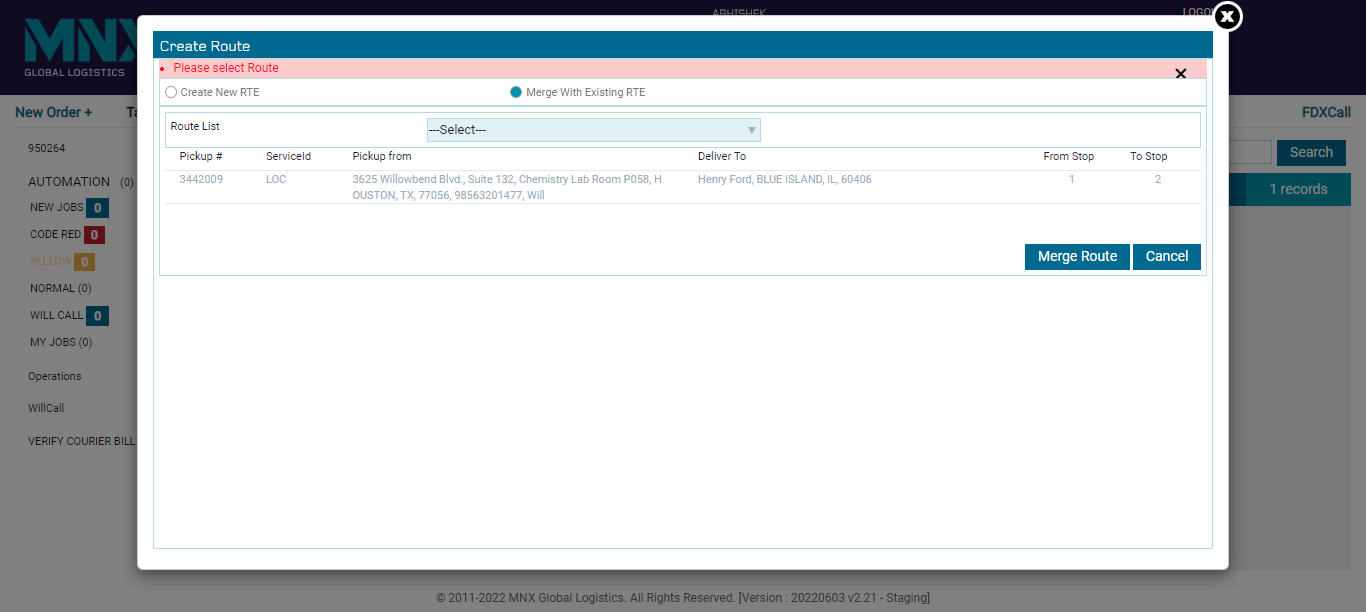 ABHISHEK
LOGOU
MNX
GLOBAL LOGISTICS
Create Route
Please select Route
Create New RTE
Merge With Existing RTE
New Order +
Ta
FDXCall
Route List
---Select---
950264
Search
Pickup #
ServiceId
Pickup from
Deliver To
From Stop
To Stop
3442009
LOC
3625 Willowbend Blvd., Suite 132, Chemistry Lab Room P058, H
OUSTON, TX, 77056, 98563201477, Will
Henry Ford, BLUE ISLAND, IL, 60406
1
2
AUTOMATION (0)
1 records
NEW JOBS 0
CODE RED 0
YELLOW 0
Merge Route
Cancel
NORMAL (0)
WILL CALL 0
MY JOBS (0)
Operations
WillCall
VERIFY COURIER BILL
© 2011-2022 MNX Global Logistics. All Rights Reserved. [Version : 20220603 v2.21 - Staging]